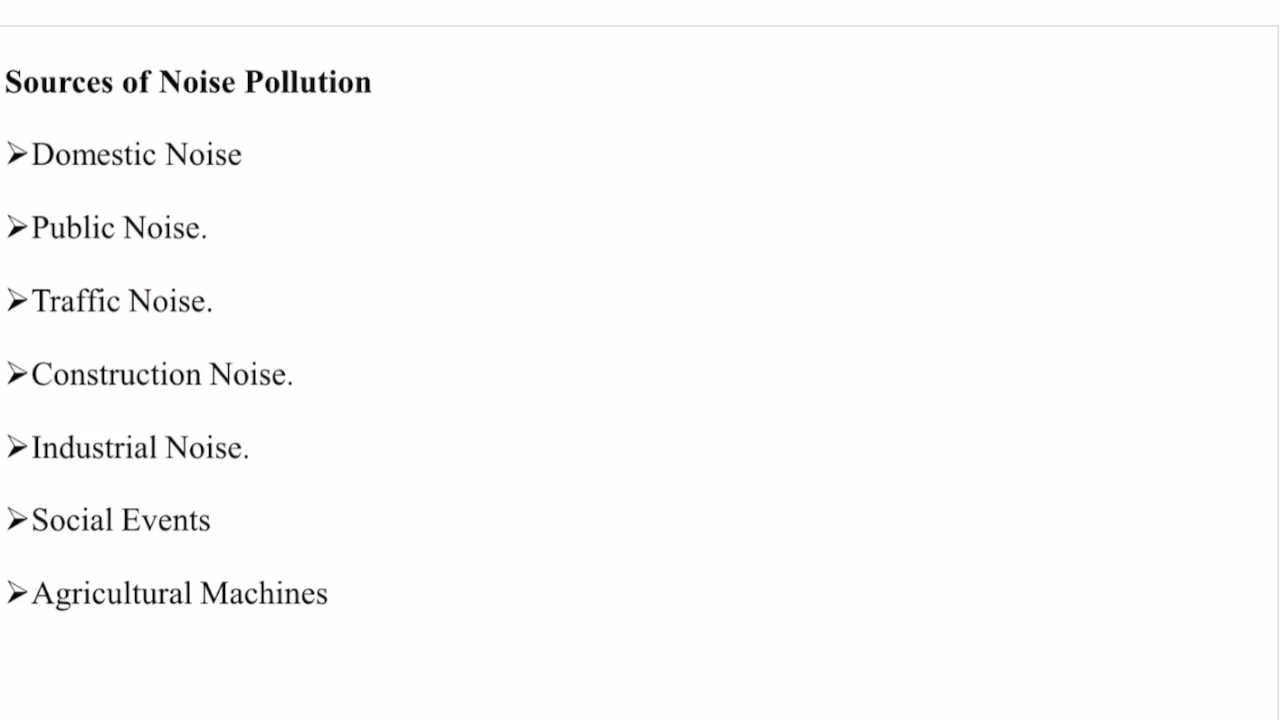 Sources of Noise Pollution
➢Domestic Noise
➢Public Noise.
➢Traffic Noise.
➢Construction Noise.
➢Industrial Noise.
➢Social Events
➢Agricultural Machines